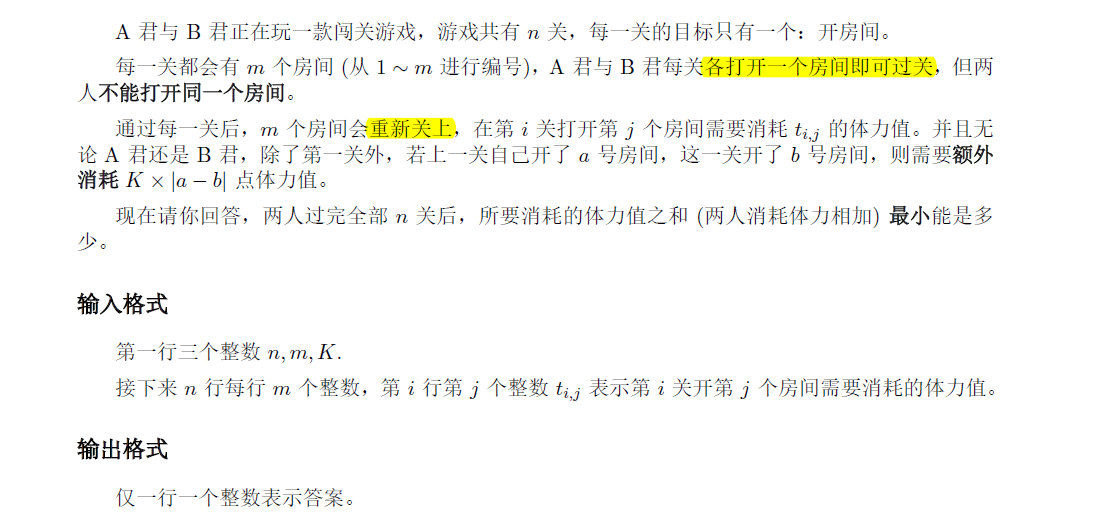 A 君与 B 君正在玩一款闯关游戏，游戏共有 n 关，每一关的目标只有一个：开房间。
每一关都会有 m 个房间 (从 1 ∼ m 进行编号)，A 君与 B 君每关各打开一个房间即可过关，但两
人不能打开同一个房间。
通过每一关后，m 个房间会重新关上，在第 i 关打开第 j 个房间需要消耗 t_{i,j} 的体力值。并且无
论 A 君还是 B 君，除了第一关外，若上一关自己开了 a 号房间，这一关开了 b 号房间，则需要额外
消耗 K × |a − b| 点体力值。
现在请你回答，两人过完全部 n 关后，所要消耗的体力值之和 (两人消耗体力相加) 最小能是多
少。
输入格式
第一行三个整数 n, m, K.
接下来 n 行每行 m 个整数，第 i 行第 j 个整数 t_{i,j} 表示第 i 关开第 j 个房间需要消耗的体力值。
输出格式
仅一行一个整数表示答案。